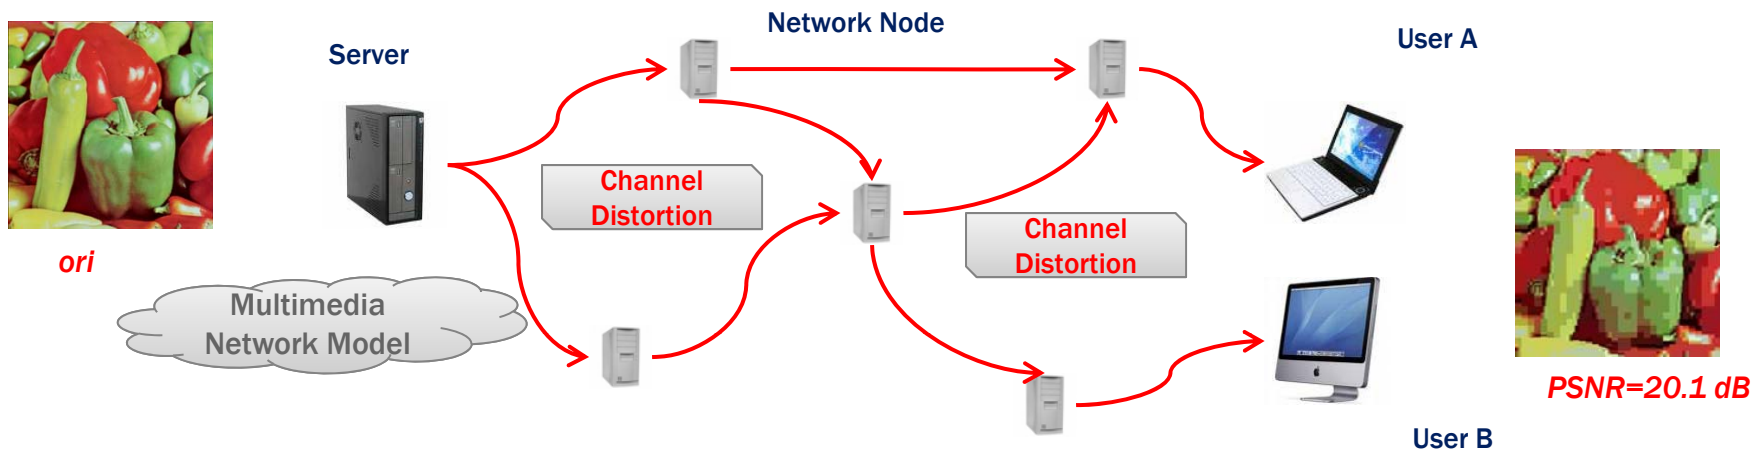 Network Node
User A
Server
Channel
Distortion
Channel
Distortion
ori
Multimedia
Network Model
PSNR=20.1 dB
User B